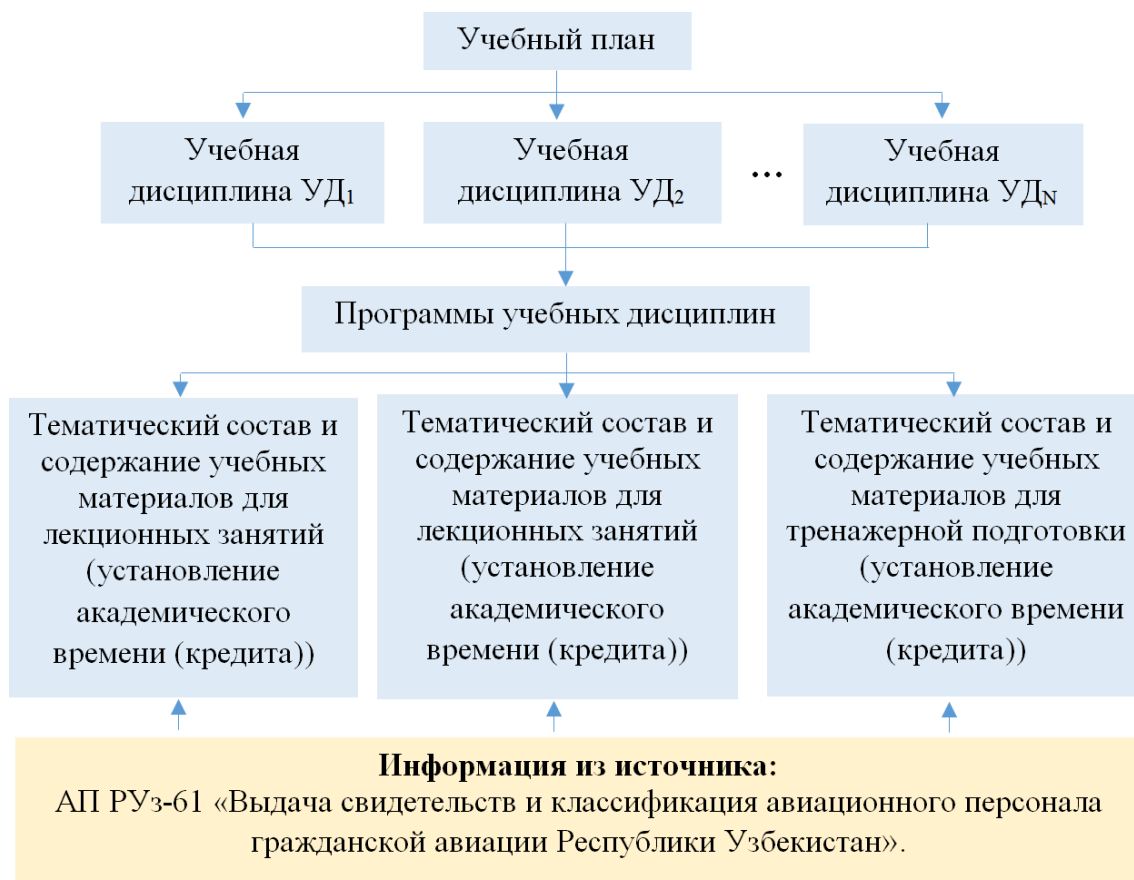 Учебный план
Учебная
дисциплина УД₁
Учебная
дисциплина УД₂
...
Учебная
дисциплина УДN
Программы учебных дисциплин
Тематический состав и
содержание учебных
материалов для
лекционных занятий
(установление
академического
времени (кредита))
Тематический состав и
содержание учебных
материалов для
лекционных занятий
(установление
академического
времени (кредита))
Тематический состав и
содержание учебных
материалов для
тренажерной подготовки
(установление
академического времени
(кредита))
Информация из источника:
АП РУз-61 «Выдача свидетельств и классификация авиационного персонала
гражданской авиации Республики Узбекистан».